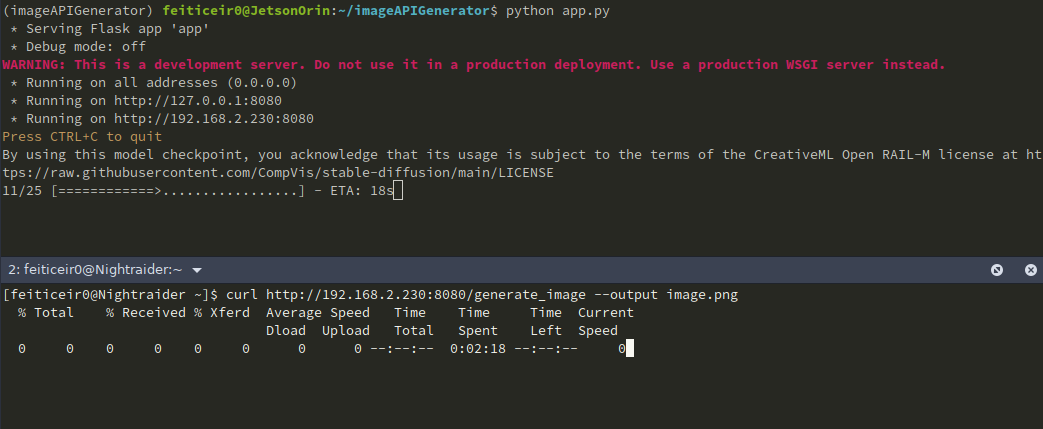 (imageAPIGenerator) feiticeir0@JetsonOrin:~/imageAPIGenerator$ python app.py
 * Serving Flask app 'app'
 * Debug mode: off
WARNING: This is a development server. Do not use it in a production deployment. Use a production WSGI server instead.
 * Running on all addresses (0.0.0.0)
 * Running on http://127.0.0.1:8080
 * Running on http://192.168.2.230:8080
Press CTRL+C to quit
By using this model checkpoint, you acknowledge that its usage is subject to the terms of the CreativeML Open RAIL-M license at ht
tps://raw.githubusercontent.com/CompVis/stable-diffusion/main/LICENSE
11/25 [============>.................] - ETA: 18s
2: feiticeir0@Nightraider:~
[feiticeir0@Nightraider ~]$ curl http://192.168.2.230:8080/generate_image --output image.png
  % Total    % Received % Xferd  Average Speed   Time    Time     Time  Current
                                 Dload  Upload   Total   Spent    Left  Speed
  0     0    0     0    0     0      0      0 --:--:--  0:02:18 --:--:--     0